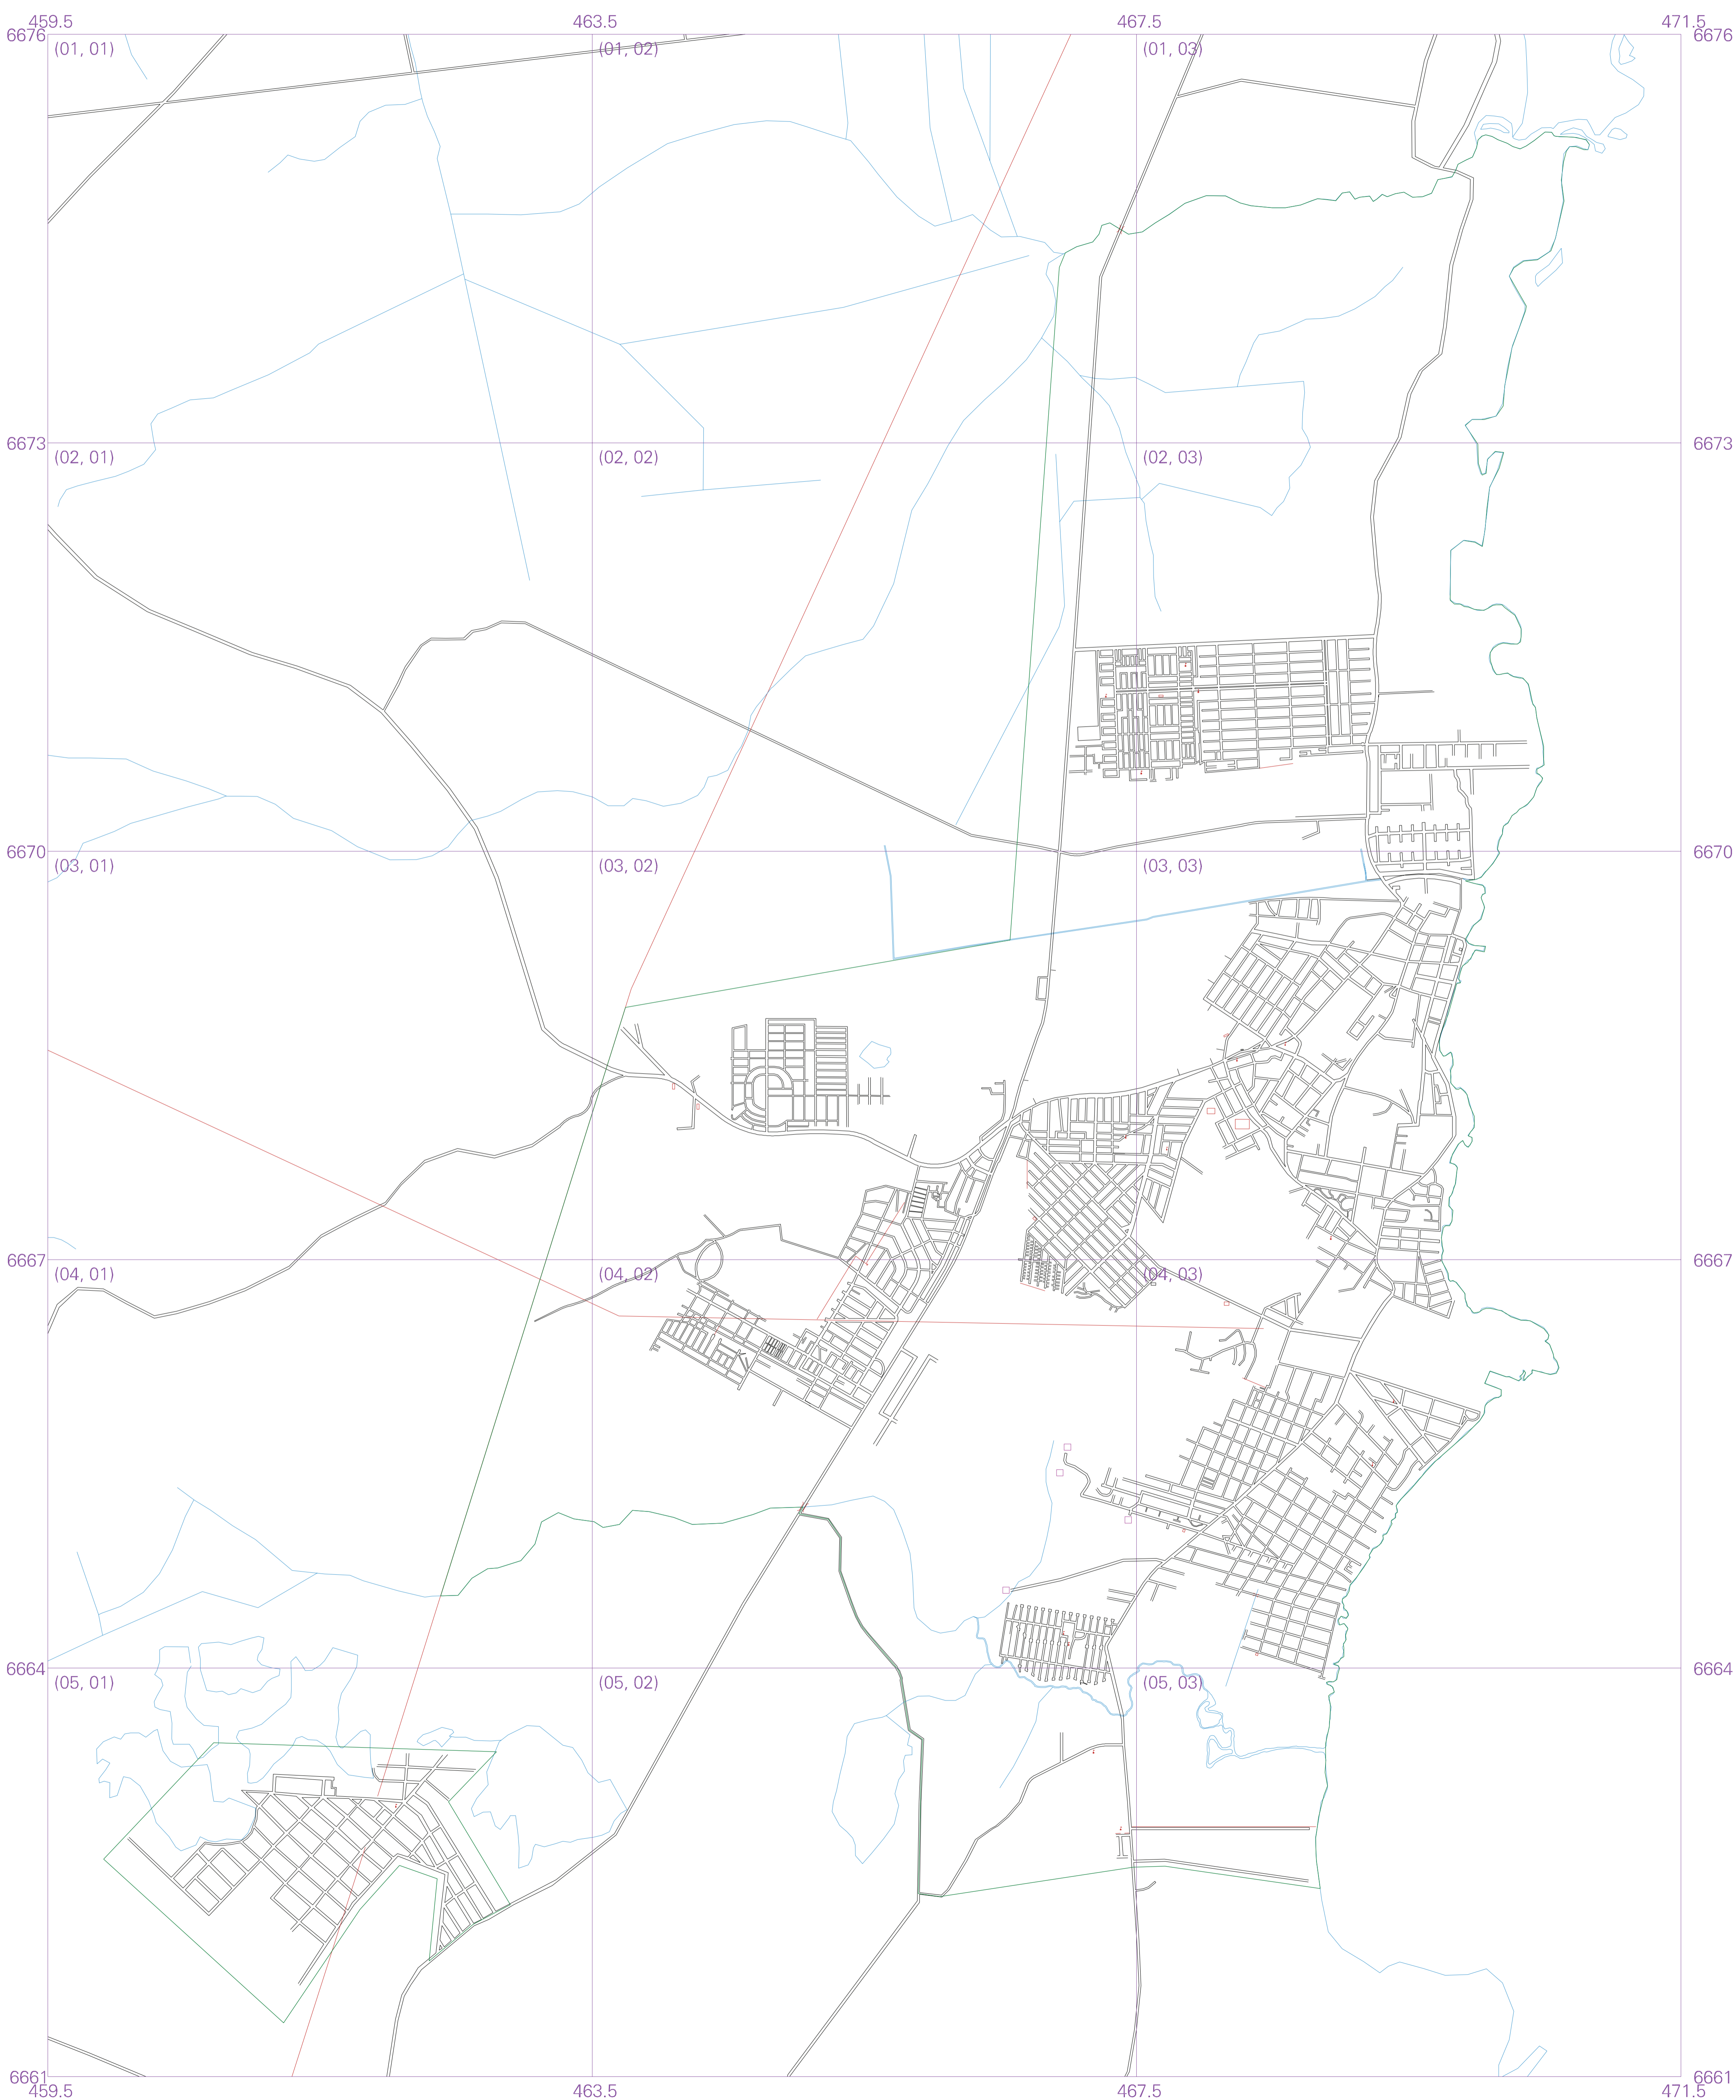 459.5 463.5 467.5 471.5
6676 6676
(01, 01) (01, 02) (01, 03)
6673 6673
(02, 01) (02, 02) (02, 03)
6670 6670
(03, 01) (03, 02) (03, 03)
6667 6667
(04, 01) (04, 02) (04, 03)
6664 6664
(05, 01) (05, 02) (05, 03)
6661 6661
459.5 463.5 467.5 471.5